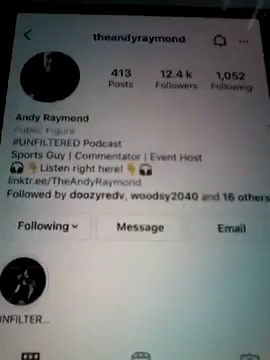 theandyraymond
413 12.4 k 1,052
Posts Followers Following
Andy Raymond
Public Figure
#UNFILTERED Podcast
Sports Guy | Commentator | Event Host
🎧👇Listen right here!👇🎧
linktr.ee/TheAndyRaymond
Followed by doozyredv, woodsy2040 and 16 others
Following Message Email
NFILTER...